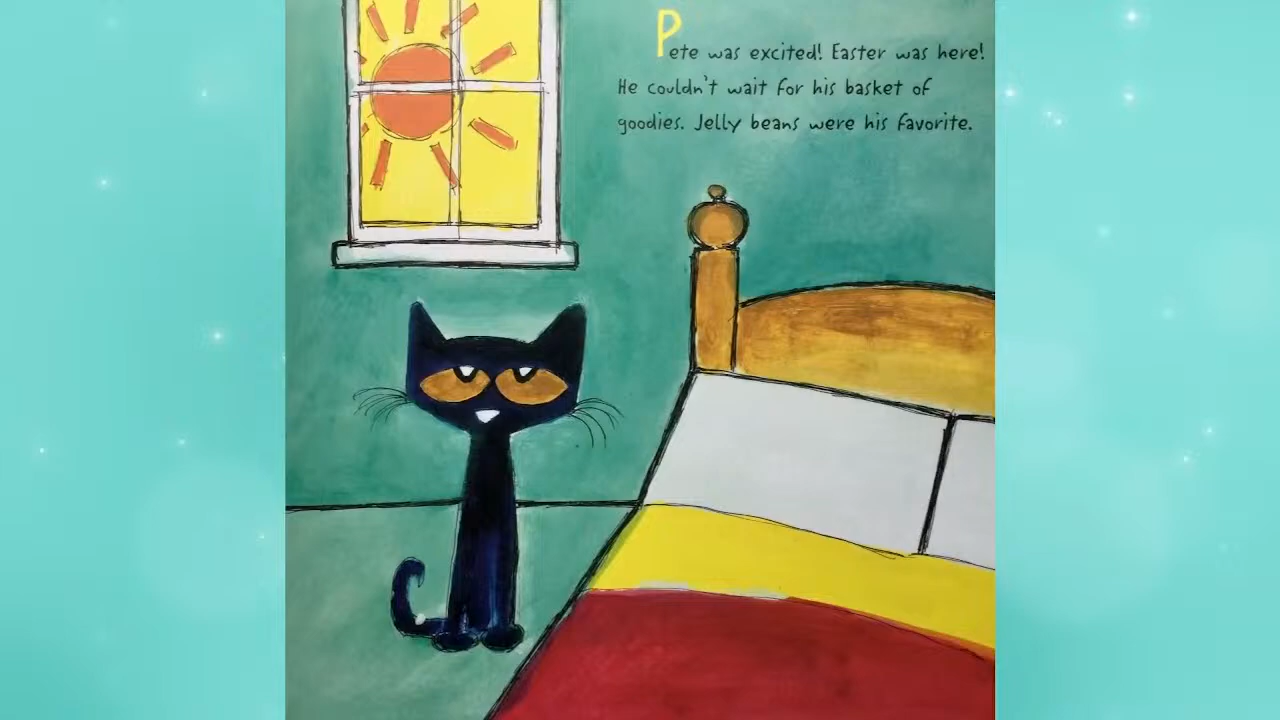 Pete was excited! Easter was here!
He couldn't wait for his basket of
goodies. Jelly beans were his favorite.